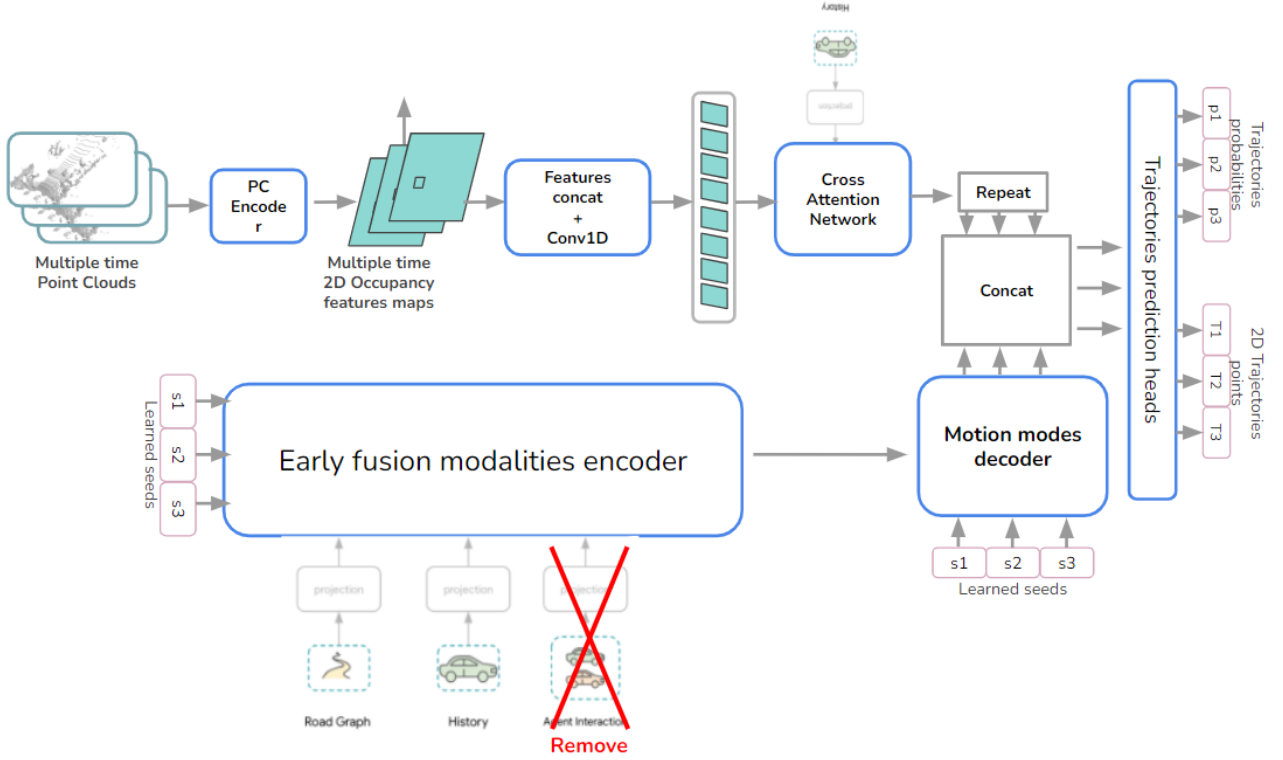 History
PC
Encode
r
Features
concat
+
Conv1D
Cross
Attention
Network
Repeat
Concat
Multiple time
Point Clouds
Multiple time
2D Occupancy
features maps
Trajectories prediction heads
p1
p2
p3
Trajectories
probabilities
T1
T2
T3
2D Trajectories
points
s1
s2
s3
Learned seeds
Early fusion modalities encoder
Motion modes
decoder
s1
s2
s3
Learned seeds
projection
projection
projection
Road Graph
History
Agent Interaction
Remove